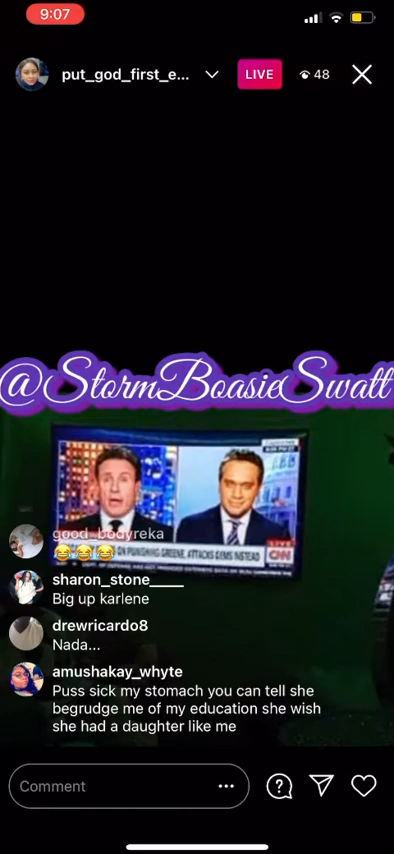 9:07
put_god_first_e...
LIVE
48
@StormBoasieSwatt
good_bodyreka
😂😂😂
ON PUNISHING GREENE, ATTACKS DEMS INSTEAD
LIVE
CNN
sharon_stone____
Big up karlene
drewricardo8
Nada...
amushakay_whyte
Puss sick my stomach you can tell she
begrudge me of my education she wish
she had a daughter like me
Comment